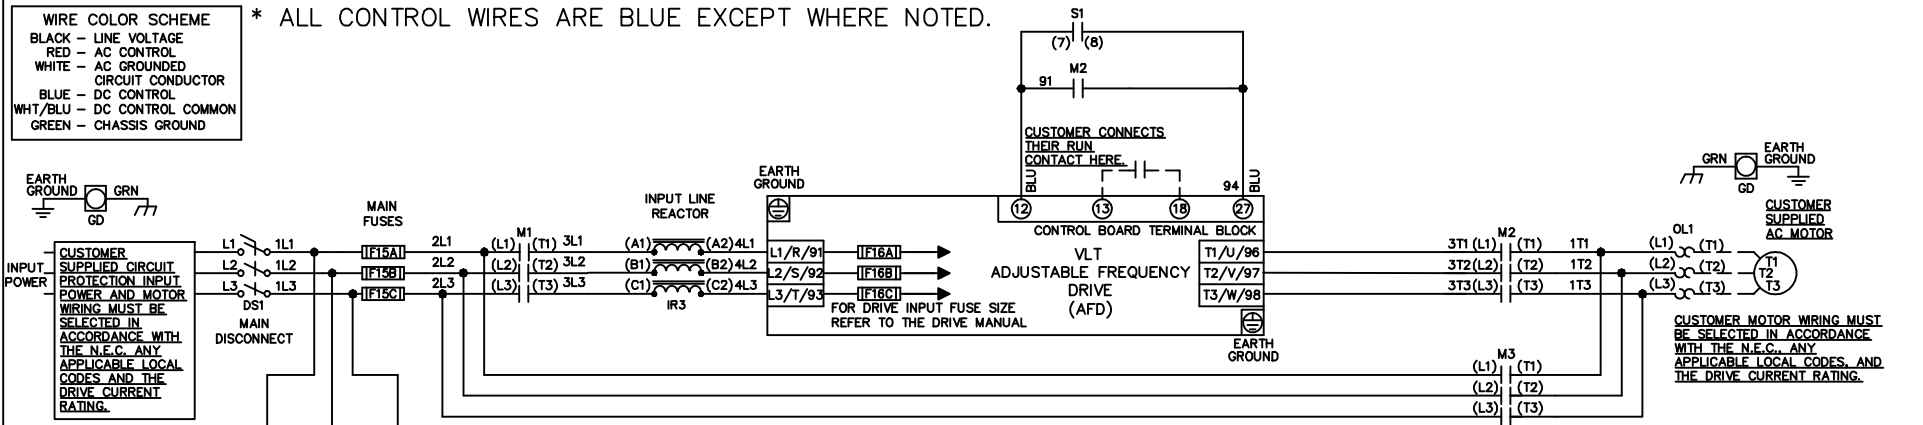 WIRE COLOR SCHEME
BLACK – LINE VOLTAGE
RED – AC CONTROL
WHITE – AC GROUNDED
CIRCUIT CONDUCTOR
BLUE – DC CONTROL
WHT/BLU – DC CONTROL COMMON
GREEN – CHASSIS GROUND
* ALL CONTROL WIRES ARE BLUE EXCEPT WHERE NOTED.
S1
(7) (8)
M2
91
CUSTOMER CONNECTS
THEIR RUN
CONTACT HERE.
BLU
94
BLU
12 13 18 27
CONTROL BOARD TERMINAL BLOCK
EARTH
GROUND
GRN
GD
INPUT
POWER
CUSTOMER
SUPPLIED CIRCUIT
PROTECTION INPUT
POWER AND MOTOR
WIRING MUST BE
SELECTED IN
ACCORDANCE WITH
THE N.E.C. ANY
APPLICABLE LOCAL
CODES AND THE
DRIVE CURRENT
RATING.
L1 1L1
L2 1L2
L3 1L3
DS1
MAIN
DISCONNECT
MAIN
FUSES
F15A
F15B
F15C
2L1
2L2
2L3
M1
(L1) (T1) 3L1
(L2) (T2) 3L2
(L3) (T3) 3L3
INPUT LINE
REACTOR
(A1) (A2) 4L1
(B1) (B2) 4L2
(C1) (C2) 4L3
IR3
EARTH
GROUND
L1/R/91
L2/S/92
L3/T/93
F16A
F16B
F16C
FOR DRIVE INPUT FUSE SIZE
REFER TO THE DRIVE MANUAL
VLT
ADJUSTABLE FREQUENCY
DRIVE
(AFD)
T1/U/96
T2/V/97
T3/W/98
EARTH
GROUND
M2
3T1 (L1) (T1) 1T1
3T2 (L2) (T2) 1T2
3T3 (L3) (T3) 1T3
M3
(L1) (T1)
(L2) (T2)
(L3) (T3)
GRN
GD
EARTH
GROUND
CUSTOMER
SUPPLIED
AC MOTOR
OL1
(L1) (T1)
(L2) (T2)
(L3) (T3)
T1
T2
T3
CUSTOMER MOTOR WIRING MUST
BE SELECTED IN ACCORDANCE
WITH THE N.E.C., ANY
APPLICABLE LOCAL CODES, AND
THE DRIVE CURRENT RATING.